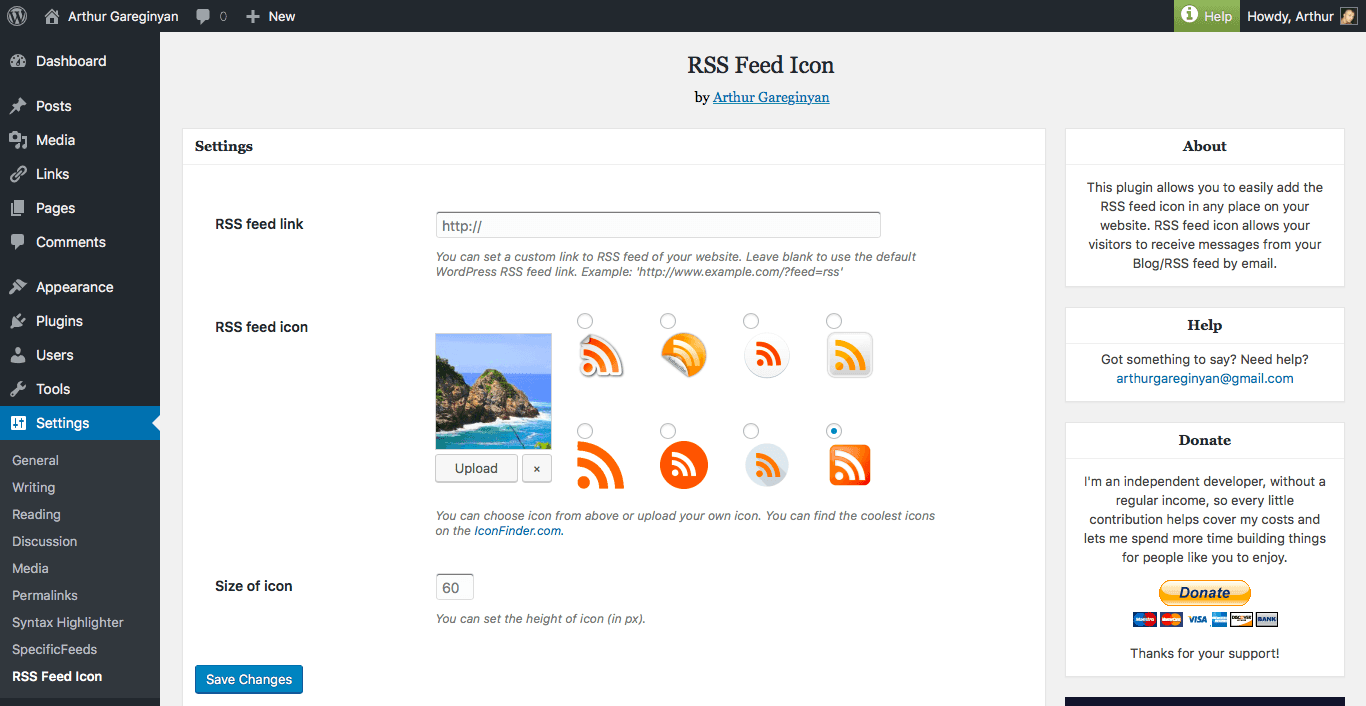 Arthur Gareginyan
0
New
Help
Howdy, Arthur
Dashboard
Posts
Media
Links
Pages
Comments
Appearance
Plugins
Users
Tools
Settings
General
Writing
Reading
Discussion
Media
Permalinks
Syntax Highlighter
SpecificFeeds
RSS Feed Icon
RSS Feed Icon
by Arthur Gareginyan
Settings
RSS feed link
http://
You can set a custom link to RSS feed of your website. Leave blank to use the default
WordPress RSS feed link. Example: 'http://www.example.com/?feed=rss'
RSS feed icon
Upload
×
You can choose icon from above or upload your own icon. You can find the coolest icons
on the IconFinder.com.
Size of icon
60
You can set the height of icon (in px).
Save Changes
About
This plugin allows you to easily add the
RSS feed icon in any place on your
website. RSS feed icon allows your
visitors to receive messages from your
Blog/RSS feed by email.
Help
Got something to say? Need help?
arthurgareginyan@gmail.com
Donate
I'm an independent developer, without a
regular income, so every little
contribution helps cover my costs and
lets me spend more time building things
for people like you to enjoy.
Donate
Maestro MasterCard VISA DISCOVER BANK
Thanks for your support!